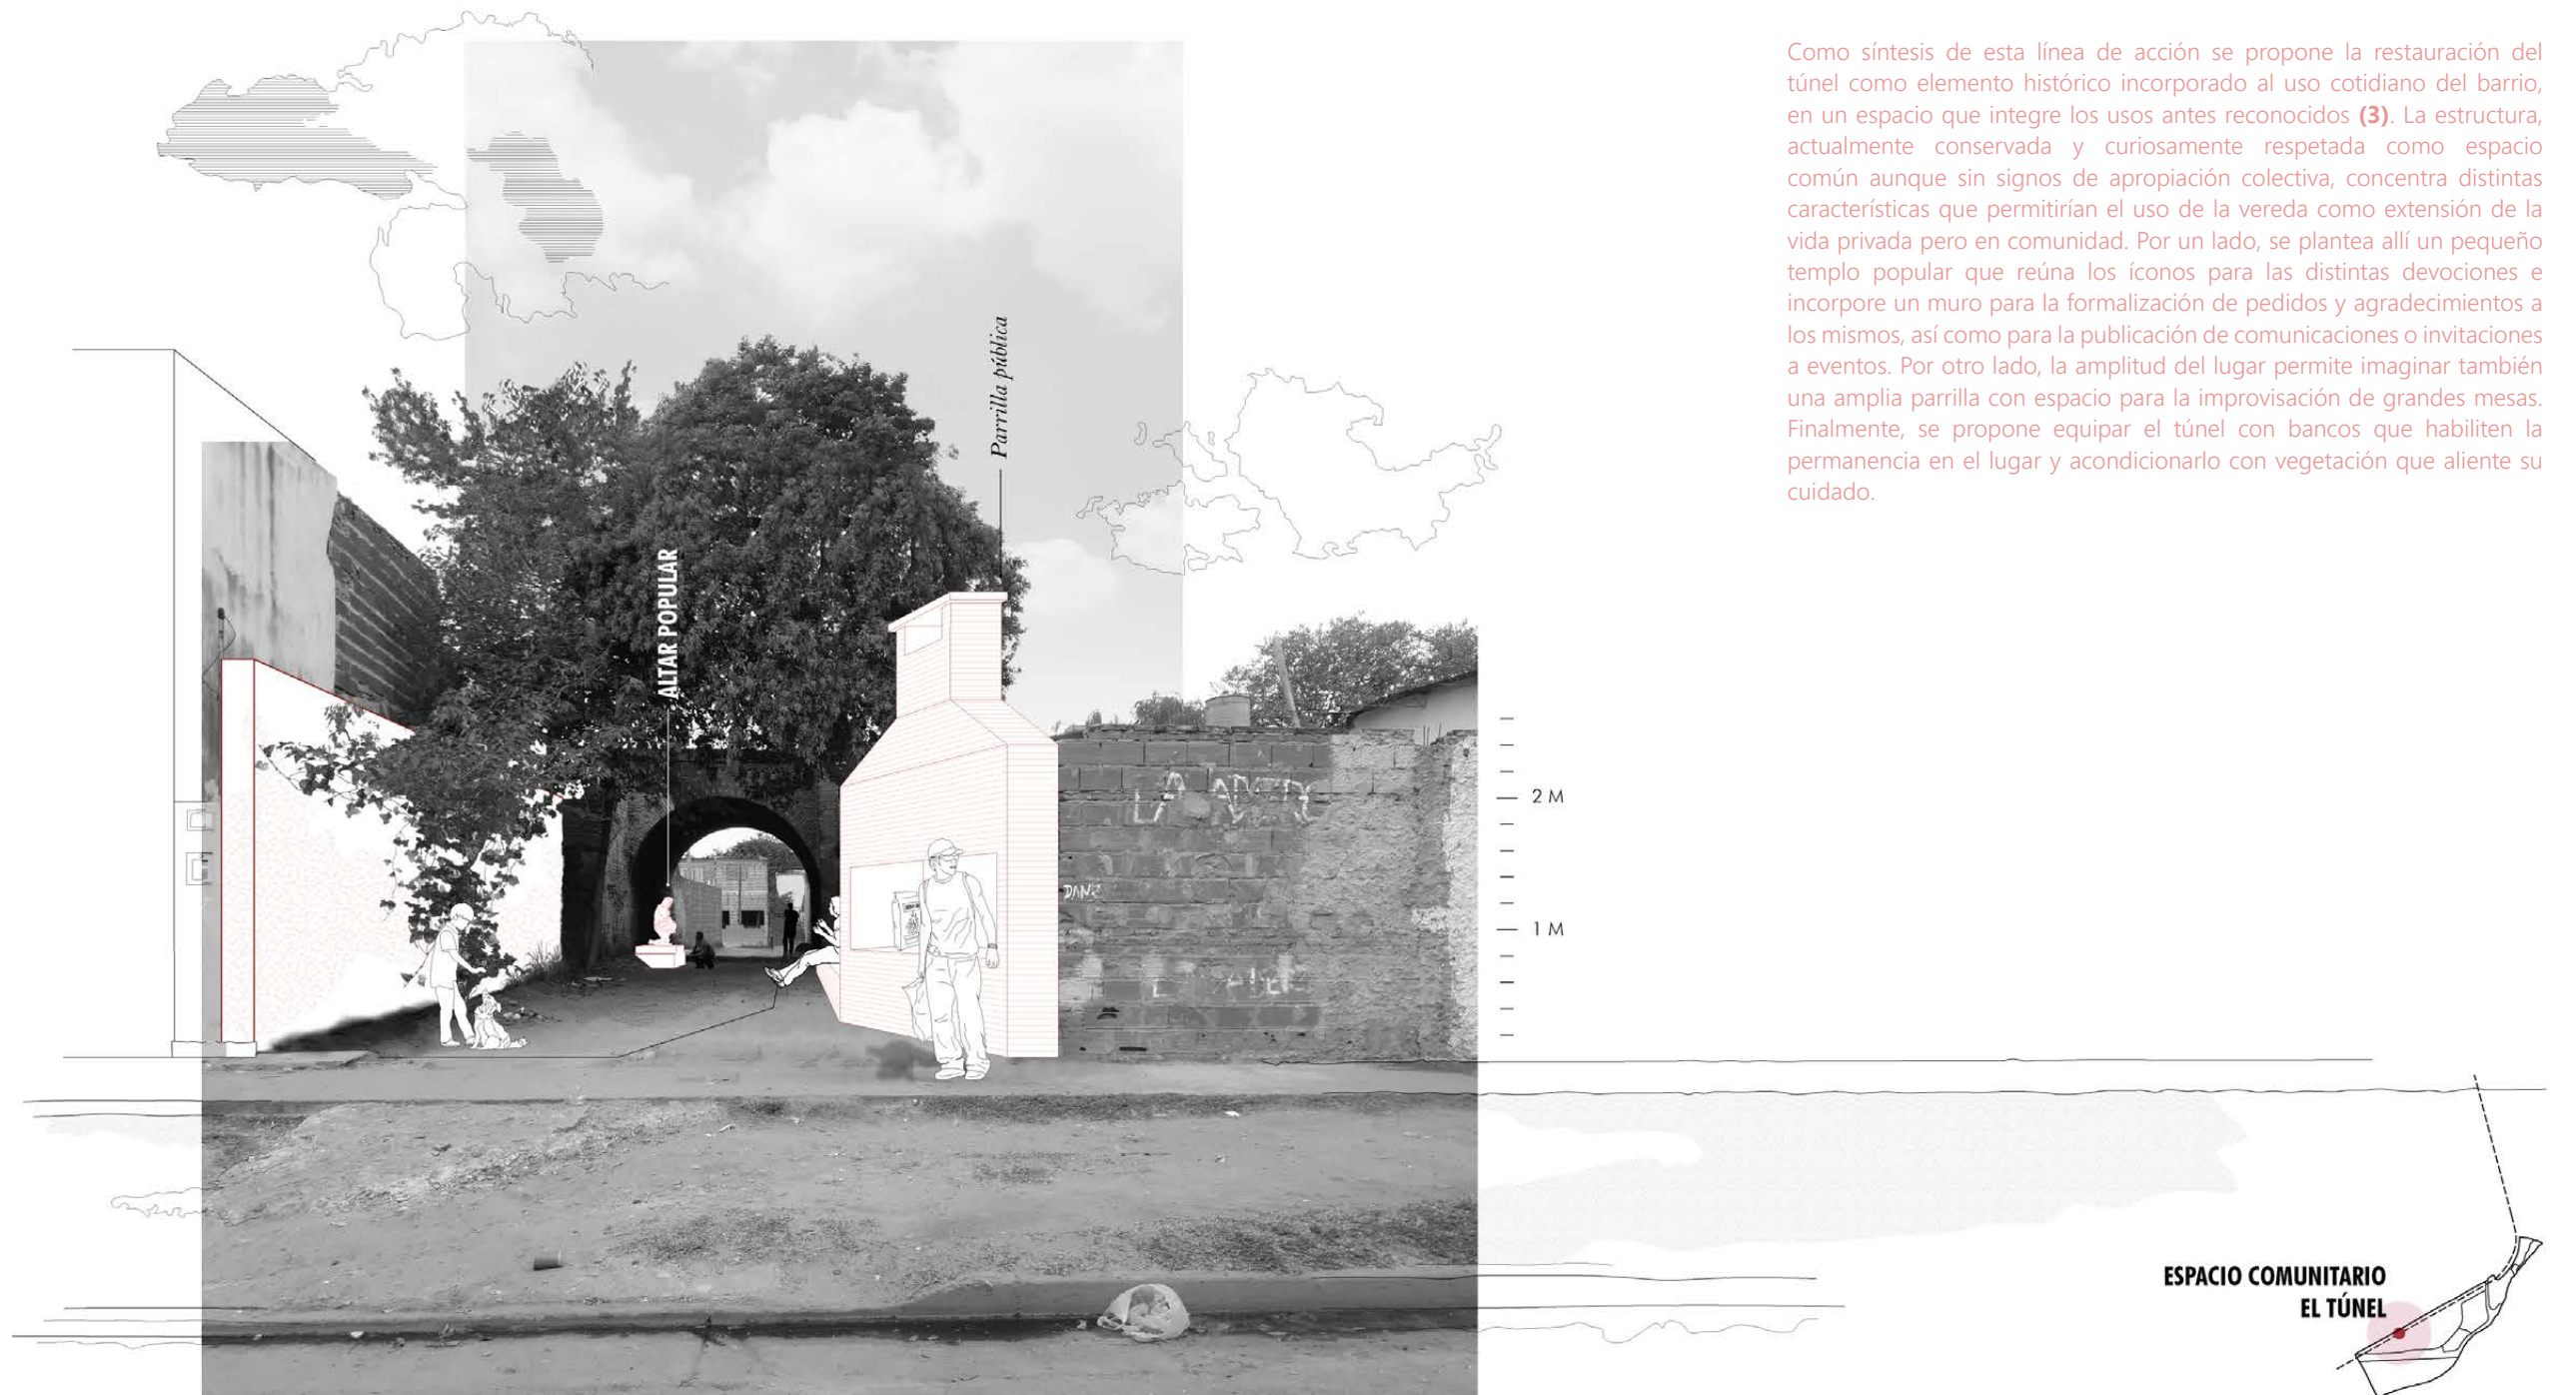 Como síntesis de esta línea de acción se propone la restauración del
túnel como elemento histórico incorporado al uso cotidiano del barrio,
en un espacio que integre los usos antes reconocidos (3). La estructura,
actualmente conservada y curiosamente respetada como espacio
común aunque sin signos de apropiación colectiva, concentra distintas
características que permitirían el uso de la vereda como extensión de la
vida privada pero en comunidad. Por un lado, se plantea allí un pequeño
templo popular que reúna los íconos para las distintas devociones e
incorpore un muro para la formalización de pedidos y agradecimientos a
los mismos, así como para la publicación de comunicaciones o invitaciones
a eventos. Por otro lado, la amplitud del lugar permite imaginar también
una amplia parrilla con espacio para la improvisación de grandes mesas.
Finalmente, se propone equipar el túnel con bancos que habiliten la
permanencia en el lugar y acondicionarlo con vegetación que aliente su
cuidado.
Parrilla pública
ALTAR POPULAR
2 M
1 M
LA
ESPACIO COMUNITARIO
EL TÚNEL